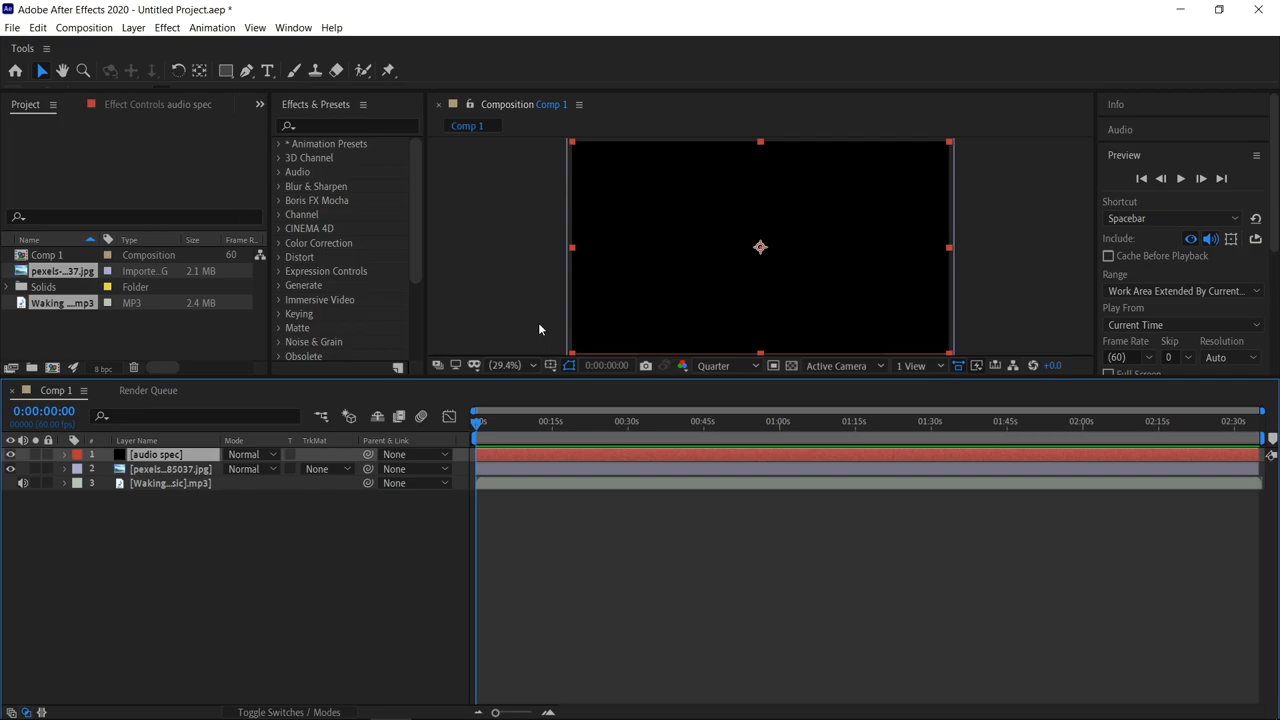 Adobe After Effects 2020 - Untitled Project.aep *
File Edit Composition Layer Effect Animation View Window Help
Tools
Project Effect Controls audio spec
Effects & Presets
Composition Comp 1
Comp 1
Info
Audio
Preview
Shortcut
Spacebar
Include:
Cache Before Playback
Range
Work Area Extended By Current...
Play From
Current Time
Frame Rate Skip Resolution
(60) 0 Auto
Full Screen
* Animation Presets
3D Channel
Audio
Blur & Sharpen
Boris FX Mocha
Channel
CINEMA 4D
Color Correction
Distort
Expression Controls
Generate
Immersive Video
Keying
Matte
Noise & Grain
Obsolete
Name Type Size Frame R...
Comp 1 Composition 60
pexels-...37.jpg Importe...G 2.1 MB
Solids Folder
Waking ....mp3 MP3 2.4 MB
8 bpc
(29.4%) 0:00:00:00 Quarter Active Camera 1 View +0.0
Comp 1 Render Queue
0:00:00:00
00000 (60.00 fps)
# Layer Name Mode T TrkMat Parent & Link
1 [audio spec] Normal None
2 [pexels...8S037.jpg] Normal None None
3 [Waking...sic].mp3] None
00s 00:15s 00:30s 00:45s 01:00s 01:15s 01:30s 01:45s 02:00s 02:15s 02:30s
Toggle Switches / Modes